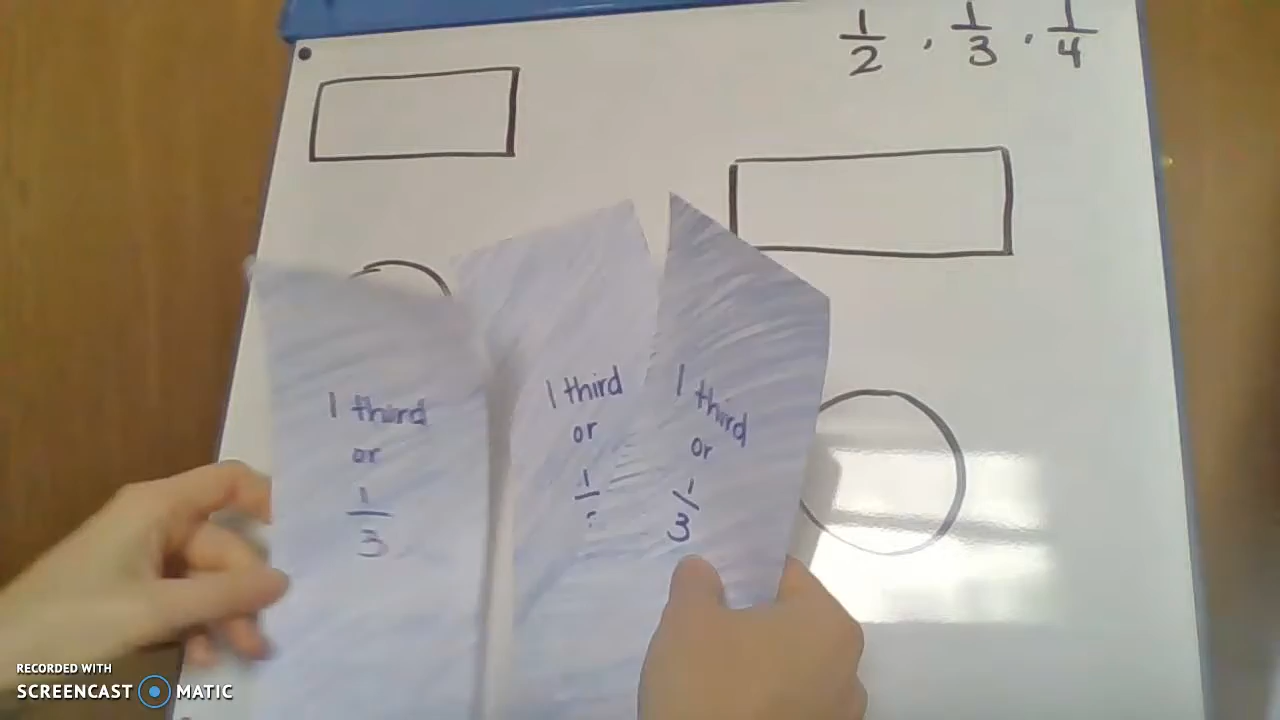 1/2 , 1/3 , 1/4
1 third
or
1/3
1 third
or
1 third
or
1/3
RECORDED WITH
SCREENCAST MATIC